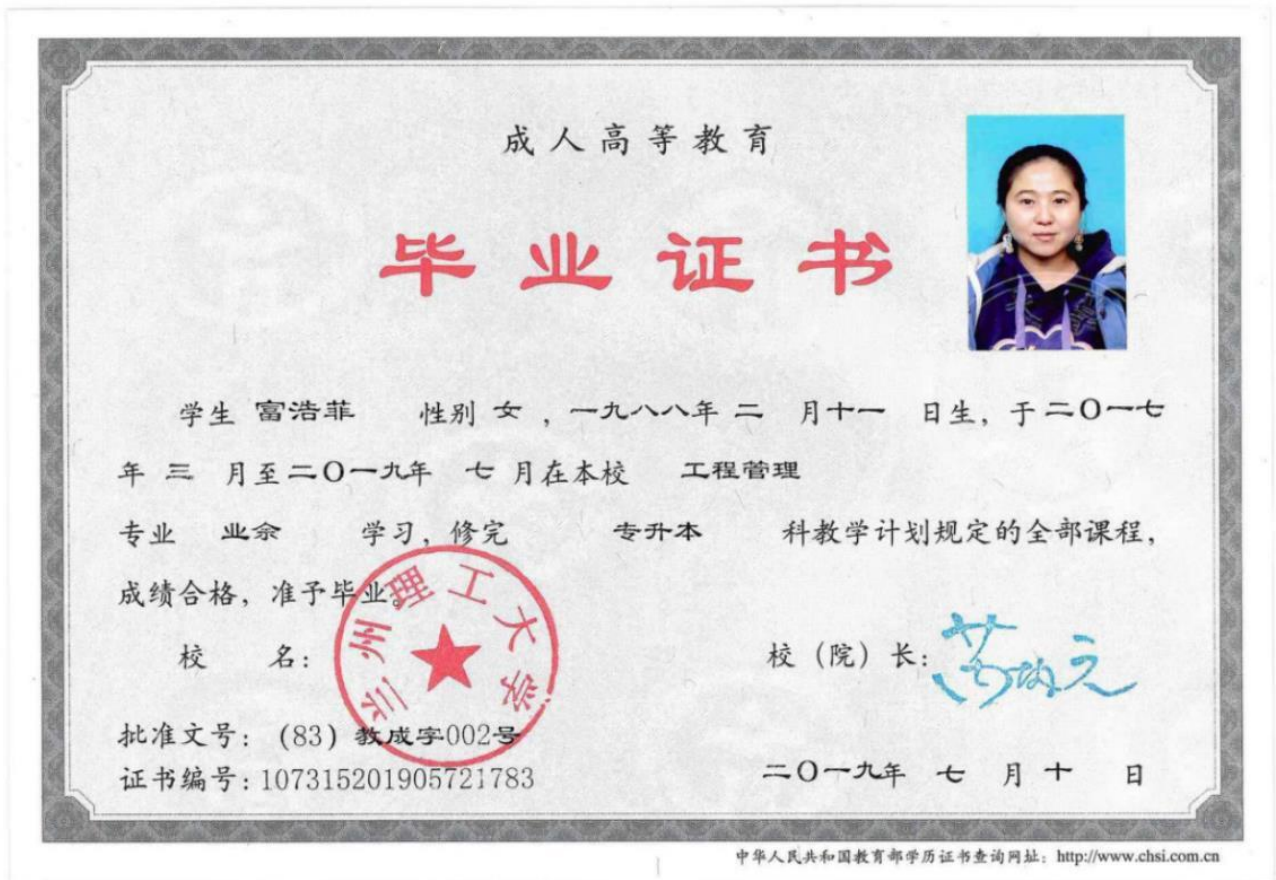 成人高等教育
毕业证书
学生 富浩菲 性别 女 ，一九八八年 二 月十一 日生，于二〇一七
年 三 月至二〇一九年 七 月在本校 工程管理
专业 业余 学习，修完 专升本 科教学计划规定的全部课程，
成绩合格，准予毕业。
校 名：
兰州理工大学
校（院）长：
批准文号：(83) 教成字002号
证书编号：107315201905721783
二〇一九年 七 月 十 日
中华人民共和国教育部学历证书查询网址：http://www.chsi.com.cn